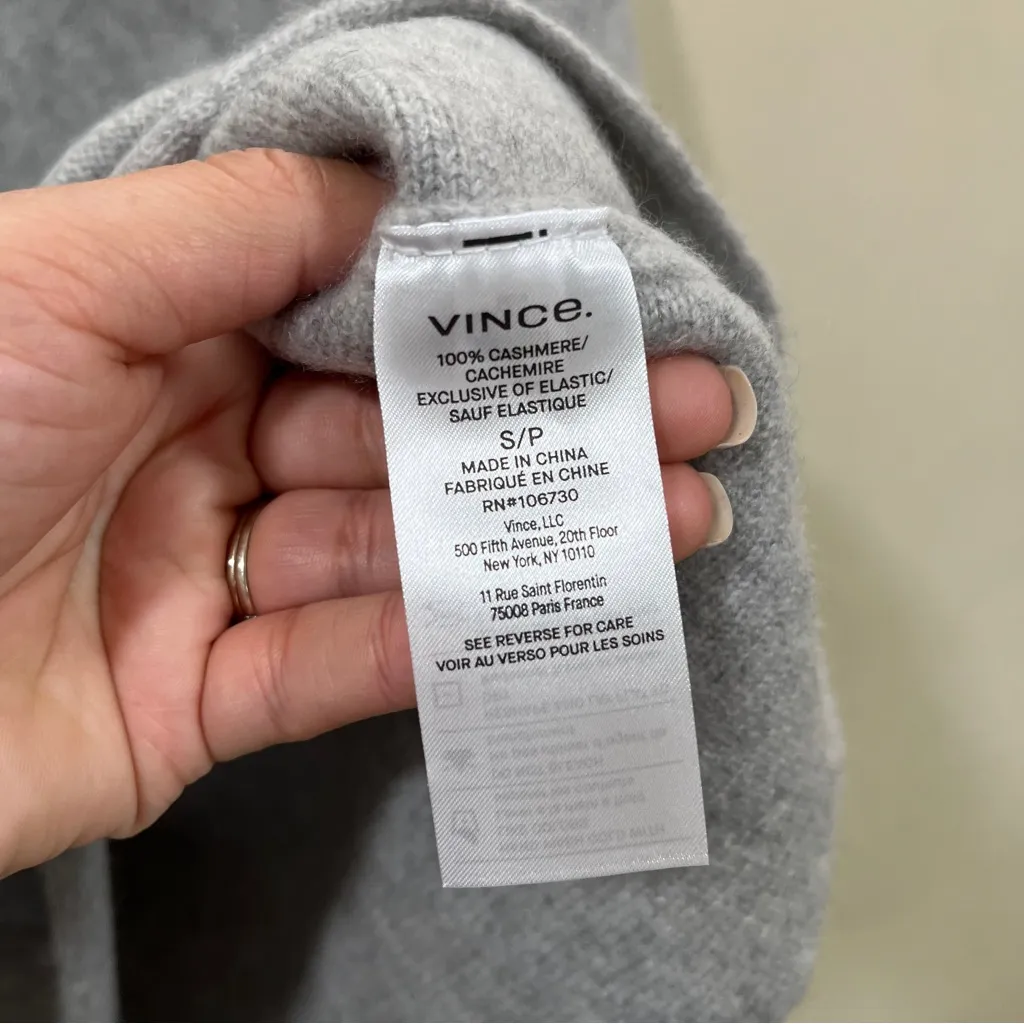 VINCE.
100% CASHMERE/
CACHEMIRE
EXCLUSIVE OF ELASTIC/
SAUF ELASTIQUE
S/P
MADE IN CHINA
FABRIQUÉ EN CHINE
RN#106730
Vince, LLC
500 Fifth Avenue, 20th Floor
New York, NY 10110
11 Rue Saint Florentin
75008 Paris France
SEE REVERSE FOR CARE
VOIR AU VERSO POUR LES SOINS